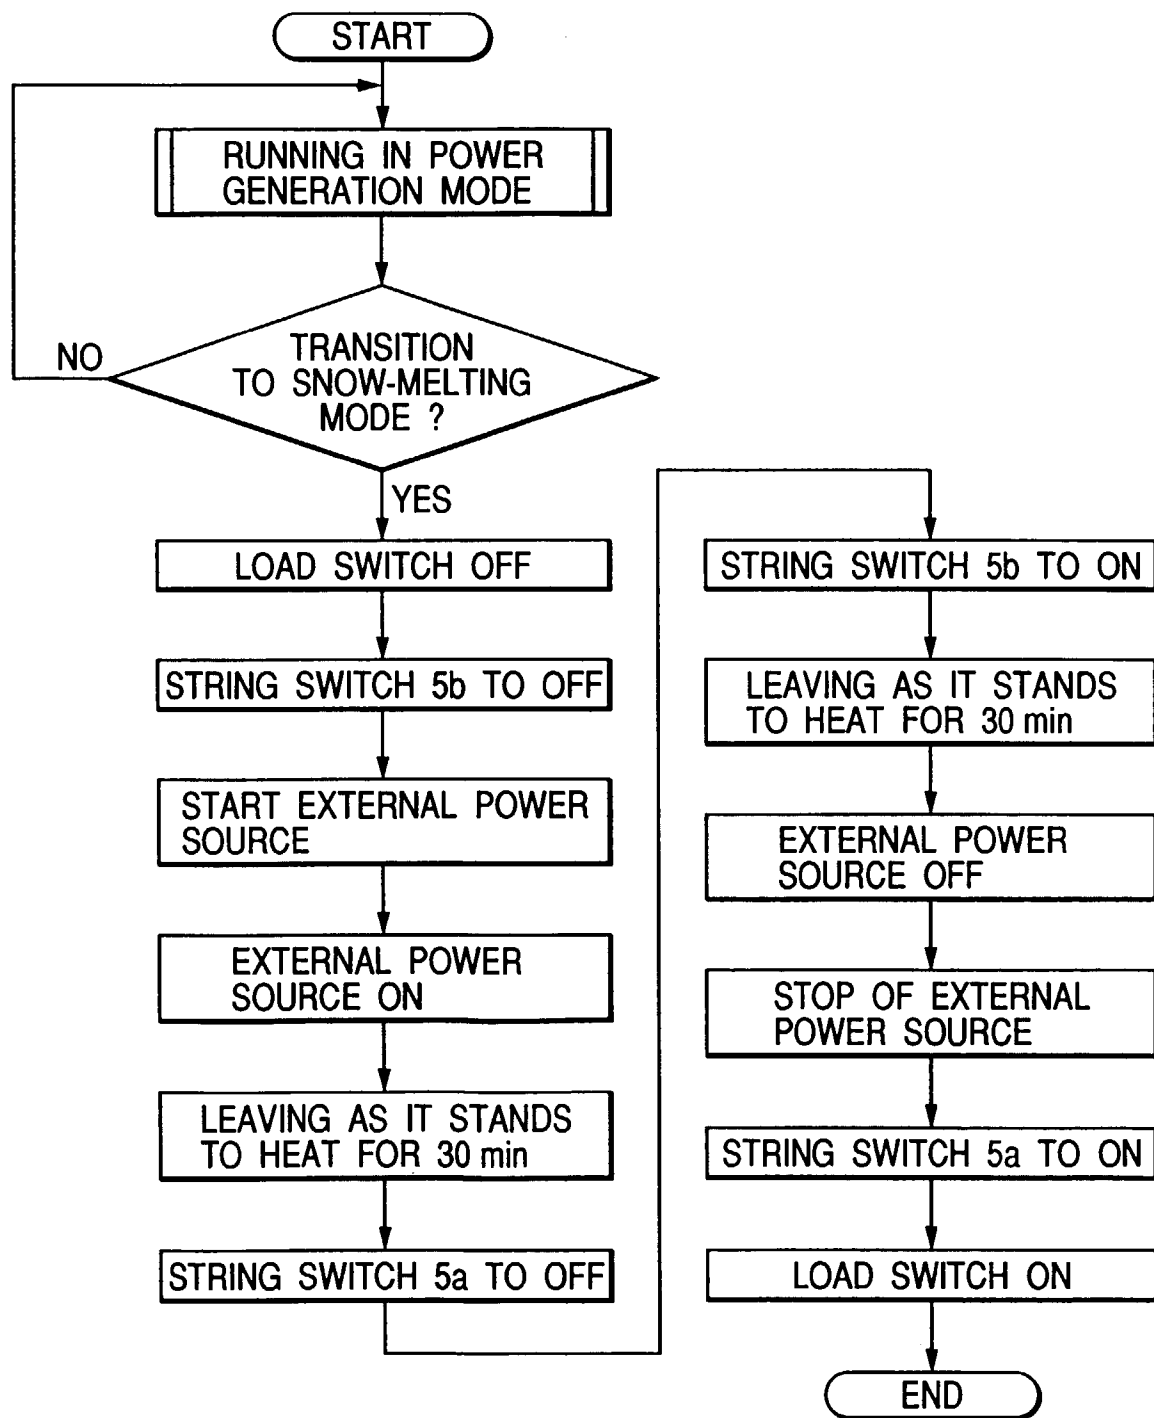 START
RUNNING IN POWER
GENERATION MODE
TRANSITION
TO SNOW-MELTING
MODE ?
NO
YES
LOAD SWITCH OFF
STRING SWITCH 5b TO OFF
START EXTERNAL POWER
SOURCE
EXTERNAL POWER
SOURCE ON
LEAVING AS IT STANDS
TO HEAT FOR 30 min
STRING SWITCH 5a TO OFF
STRING SWITCH 5b TO ON
LEAVING AS IT STANDS
TO HEAT FOR 30 min
EXTERNAL POWER
SOURCE OFF
STOP OF EXTERNAL
POWER SOURCE
STRING SWITCH 5a TO ON
LOAD SWITCH ON
END